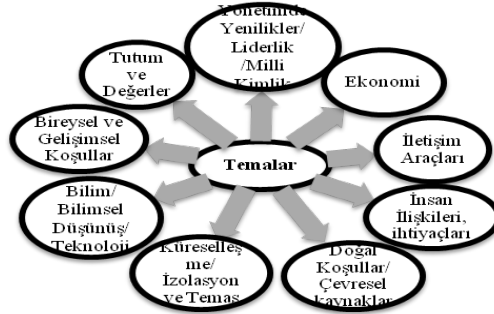 Yönetimde
Yenilikler/
Liderlik
/Milli
Kimlik
Ekonomi
İletişim
Araçları
İnsan
İlişkileri,
ihtiyaçları
Doğal
Koşullar/
Çevresel
kaynaklar
Küreselleş
me/
İzolasyon
ve Temas
Bilim/
Bilimsel
Düşünüş/
Teknoloji
Bireysel ve
Gelişimsel
Koşullar
Tutum
ve
Değerler
Temalar